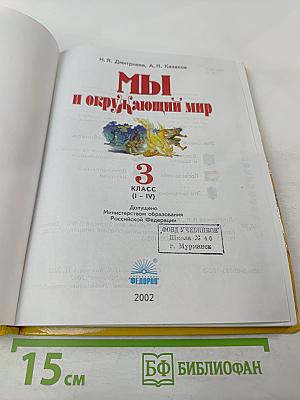 Н. Я. Дмитриева, А. Н. Казаков
МЫ
и окружающий мир
3
КЛАСС
(I – IV)
Допущено
Министерством образования
Российской Федерации
"ФОНД УЧЕБНИКОВ"
Школа № 46
г. Мурманск
ФЕДОРОВ
2002
15 см
БФ БИБЛИОФАН